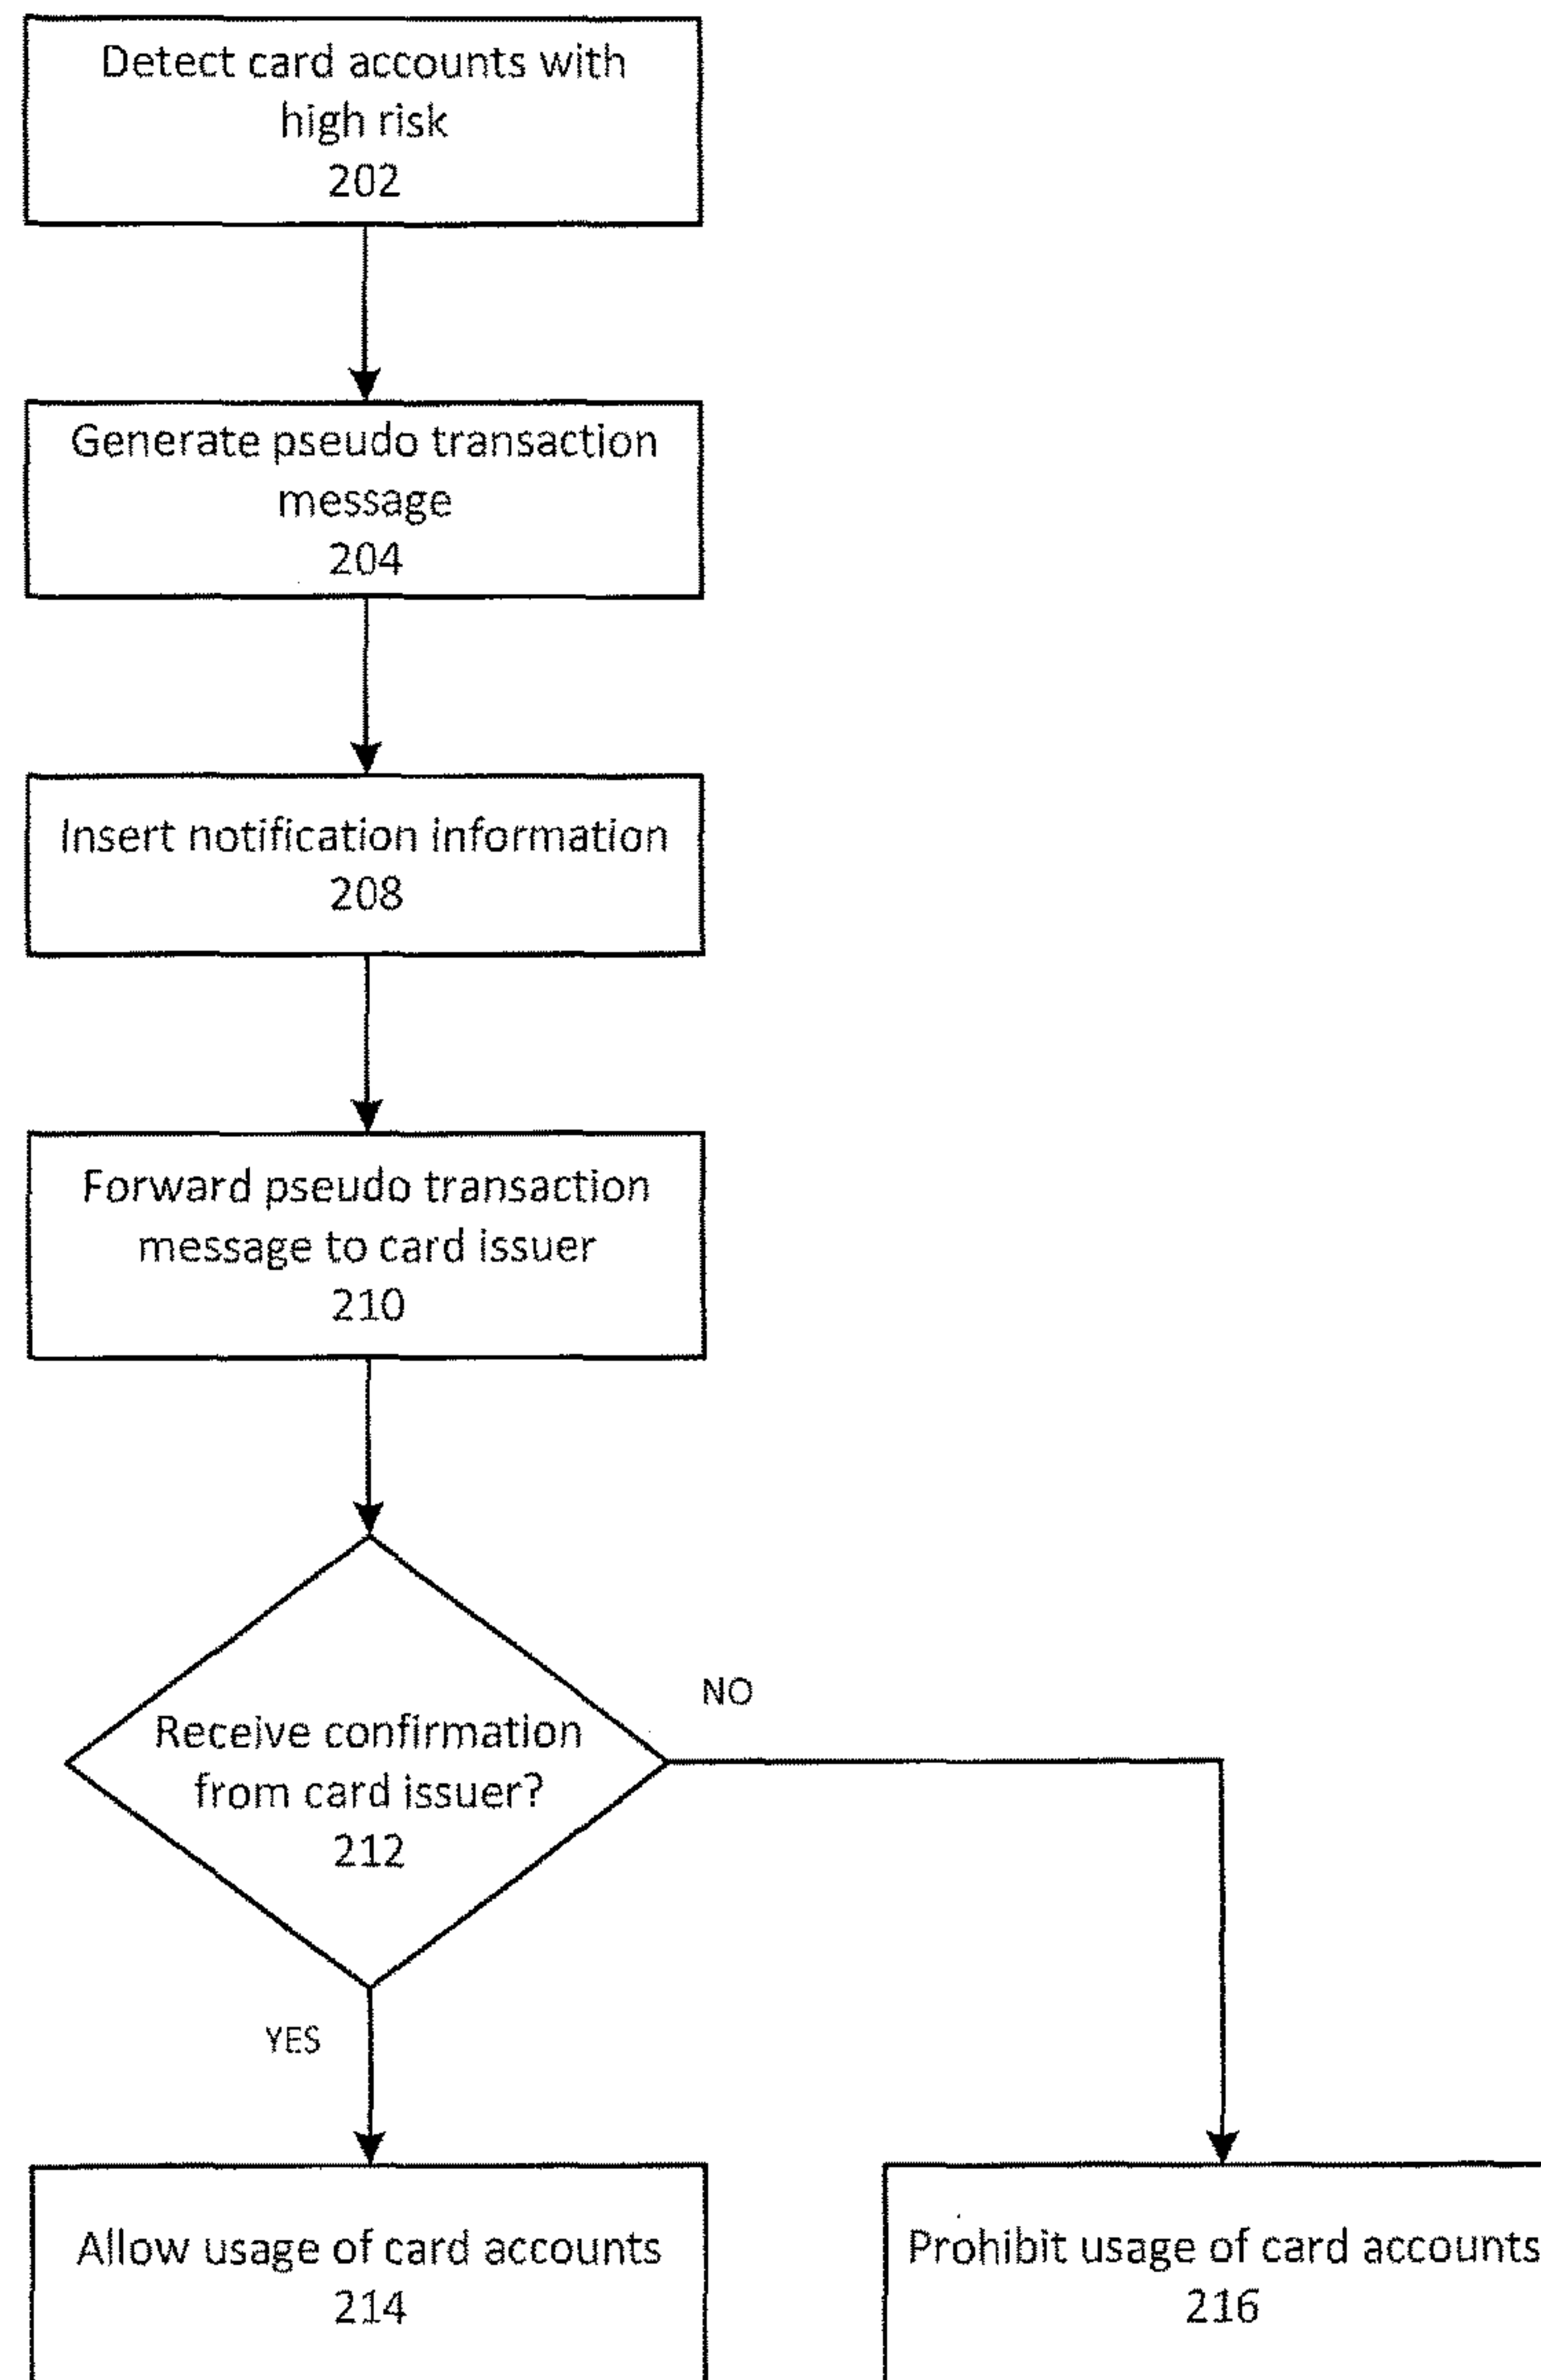 Detect card accounts with
high risk
202
Generate pseudo transaction
message
204
Insert notification information
208
Forward pseudo transaction
message to card issuer
210
Receive confirmation
from card issuer?
212
NO
YES
Allow usage of card accounts
214
Prohibit usage of card accounts
216